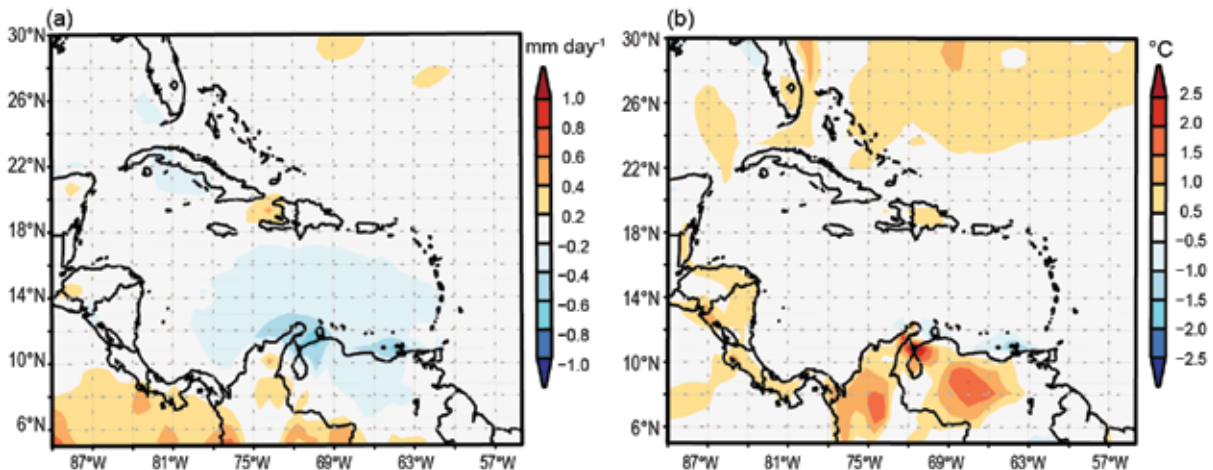 (a) (b)
mm day⁻¹ °C
30°N 30°N
26°N 26°N
22°N 22°N
18°N 18°N
14°N 14°N
10°N 10°N
6°N 6°N
87°W 81°W 75°W 69°W 63°W 57°W 87°W 81°W 75°W 69°W 63°W 57°W
1.0
0.8
0.6
0.4
0.2
−0.2
−0.4
−0.6
−0.8
−1.0
2.5
2.0
1.5
1.0
0.5
−0.5
−1.0
−1.5
−2.0
−2.5